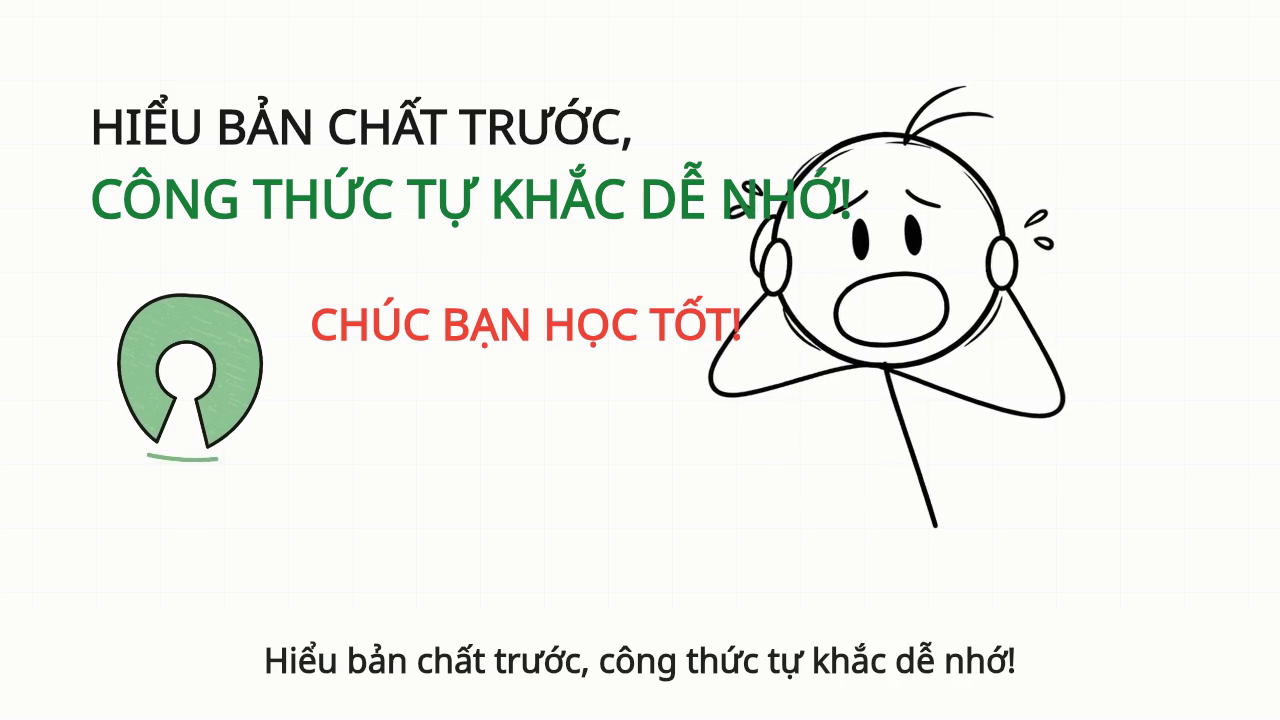 HIỂU BẢN CHẤT TRƯỚC,
CÔNG THỨC TỰ KHẮC DỄ NHỚ!
CHÚC BẠN HỌC TỐT!
Hiểu bản chất trước, công thức tự khắc dễ nhớ!